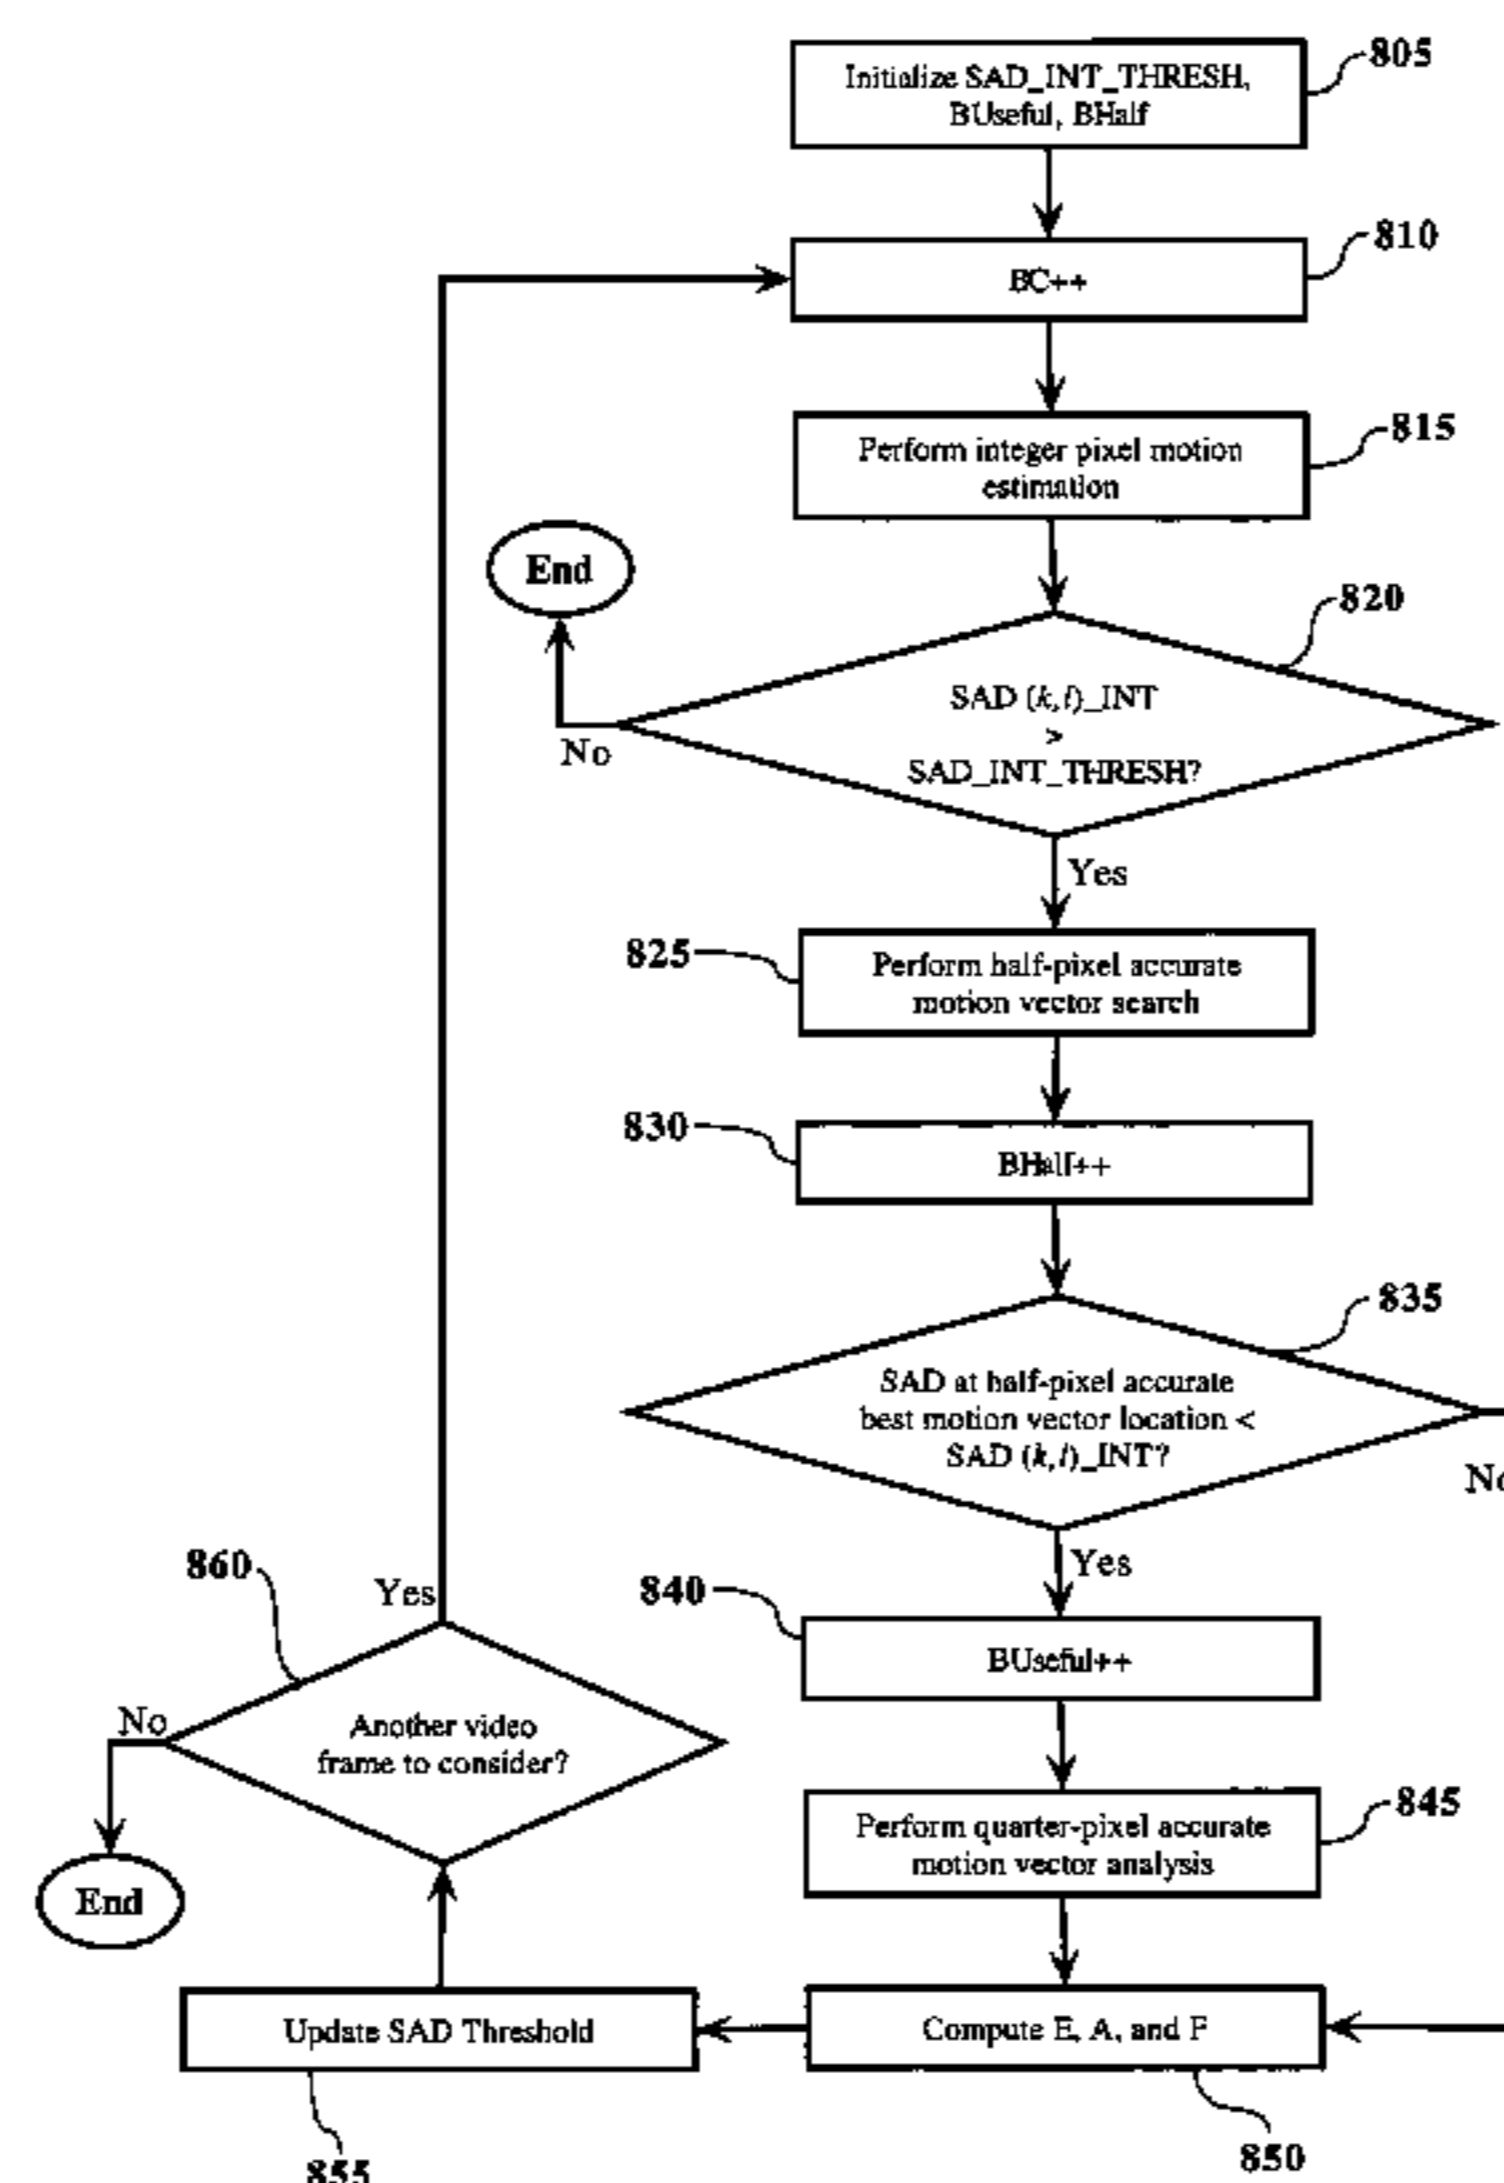 805
Initialize SAD_INT_THRESH,
BUseful, BHalf
810
BC++
815
Perform integer pixel motion
estimation
End
820
SAD (k,l)_INT
>
SAD_INT_THRESH?
No
Yes
825
Perform half-pixel accurate
motion vector search
830
BHalf++
835
SAD at half-pixel accurate
best motion vector location <
SAD (k,l)_INT?
No
Yes
840
BUseful++
860
Yes
No
Another video
frame to consider?
845
Perform quarter-pixel accurate
motion vector analysis
End
Update SAD Threshold
Compute E, A, and F
855
850